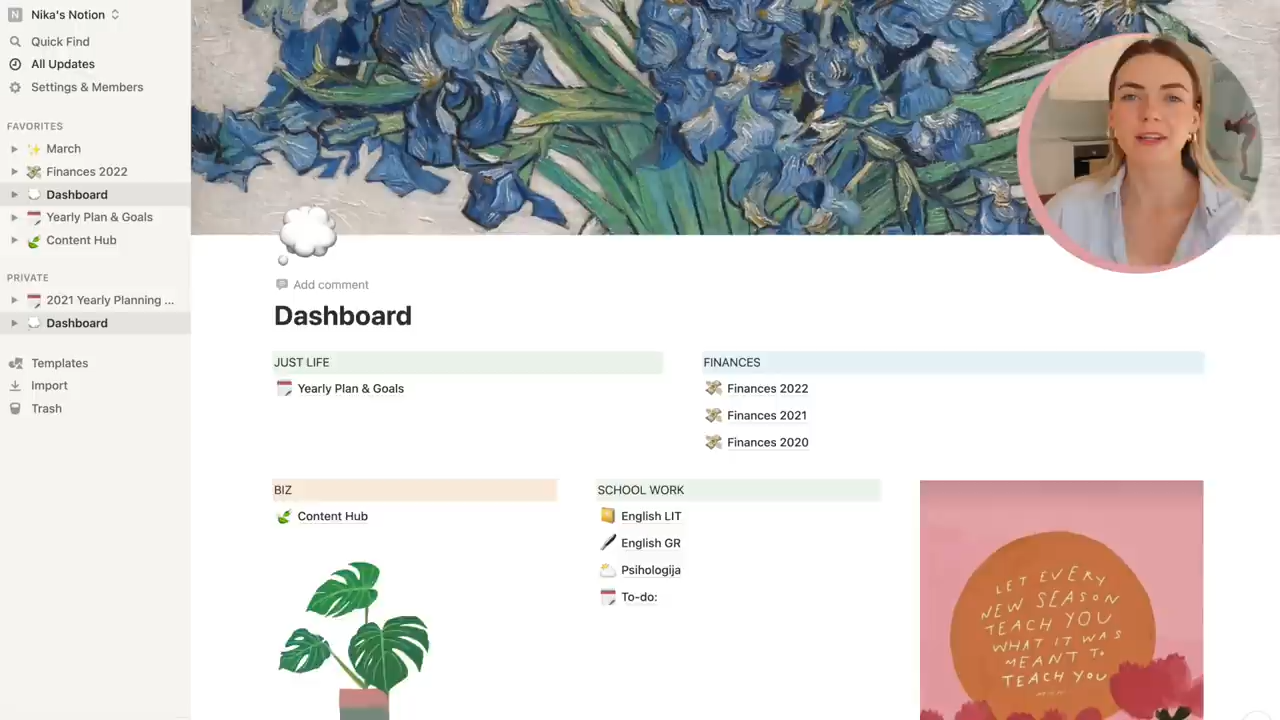 N Nika's Notion
Quick Find
All Updates
Settings & Members
FAVORITES
March
Finances 2022
Dashboard
Yearly Plan & Goals
Content Hub
PRIVATE
2021 Yearly Planning ...
Dashboard
Templates
Import
Trash
Add comment
Dashboard
JUST LIFE
Yearly Plan & Goals
FINANCES
Finances 2022
Finances 2021
Finances 2020
BIZ
Content Hub
SCHOOL WORK
English LIT
English GR
Psihologija
To-do:
LET EVERY
NEW SEASON
TEACH YOU
WHAT IT WAS
MEANT TO
TEACH YOU